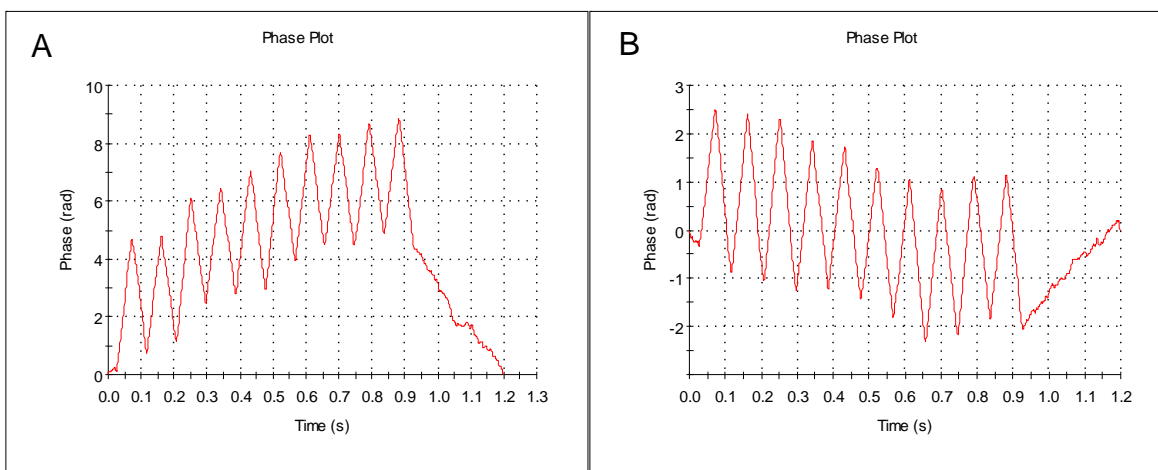 A
Phase Plot
Phase (rad)
10
8
6
4
2
0
0.0 0.1 0.2 0.3 0.4 0.5 0.6 0.7 0.8 0.9 1.0 1.1 1.2 1.3
Time (s)
B
Phase Plot
Phase (rad)
3
2
1
0
-1
-2
0.0 0.1 0.2 0.3 0.4 0.5 0.6 0.7 0.8 0.9 1.0 1.1 1.2
Time (s)